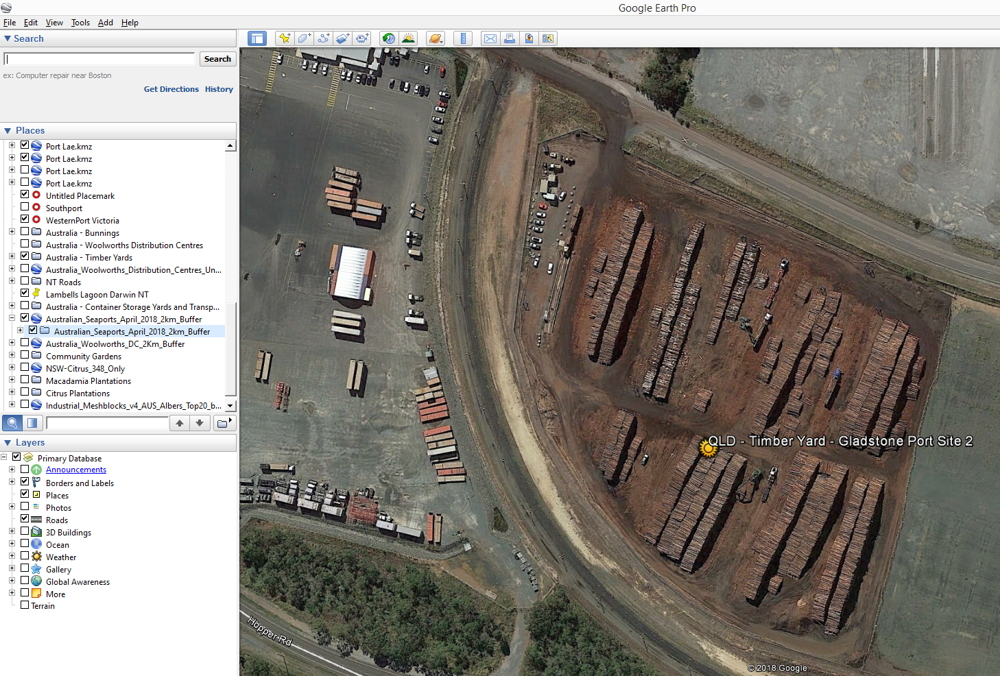 Google Earth Pro
File Edit View Tools Add Help
Search
Search
ex: Computer repair near Boston
Get Directions History
Places
Port Lae.kmz
Port Lae.kmz
Port Lae.kmz
Port Lae.kmz
Untitled Placemark
Southport
WesternPort Victoria
Australia - Bunnings
Australia - Woolworths Distribution Centres
Australia - Timber Yards
Australia_Woolworths_Distribution_Centres_Un...
NT Roads
Lambells Lagoon Darwin NT
Australia - Container Storage Yards and Transp...
Australian_Seaports_April_2018_2km_Buffer
Australian_Seaports_April_2018_2km_Buffer
Australia_Woolworths_DC_2Km_Buffer
Community Gardens
NSW-Citrus_348_Only
Macadamia Plantations
Citrus Plantations
Industrial_Meshblocks_v4_AUS_Albers_Top20_b...
Layers
Primary Database
Announcements
Borders and Labels
Places
Photos
Roads
3D Buildings
Ocean
Weather
Gallery
Global Awareness
More
Terrain
QLD - Timber Yard - Gladstone Port Site 2
Hopper Rd
© 2018 Google